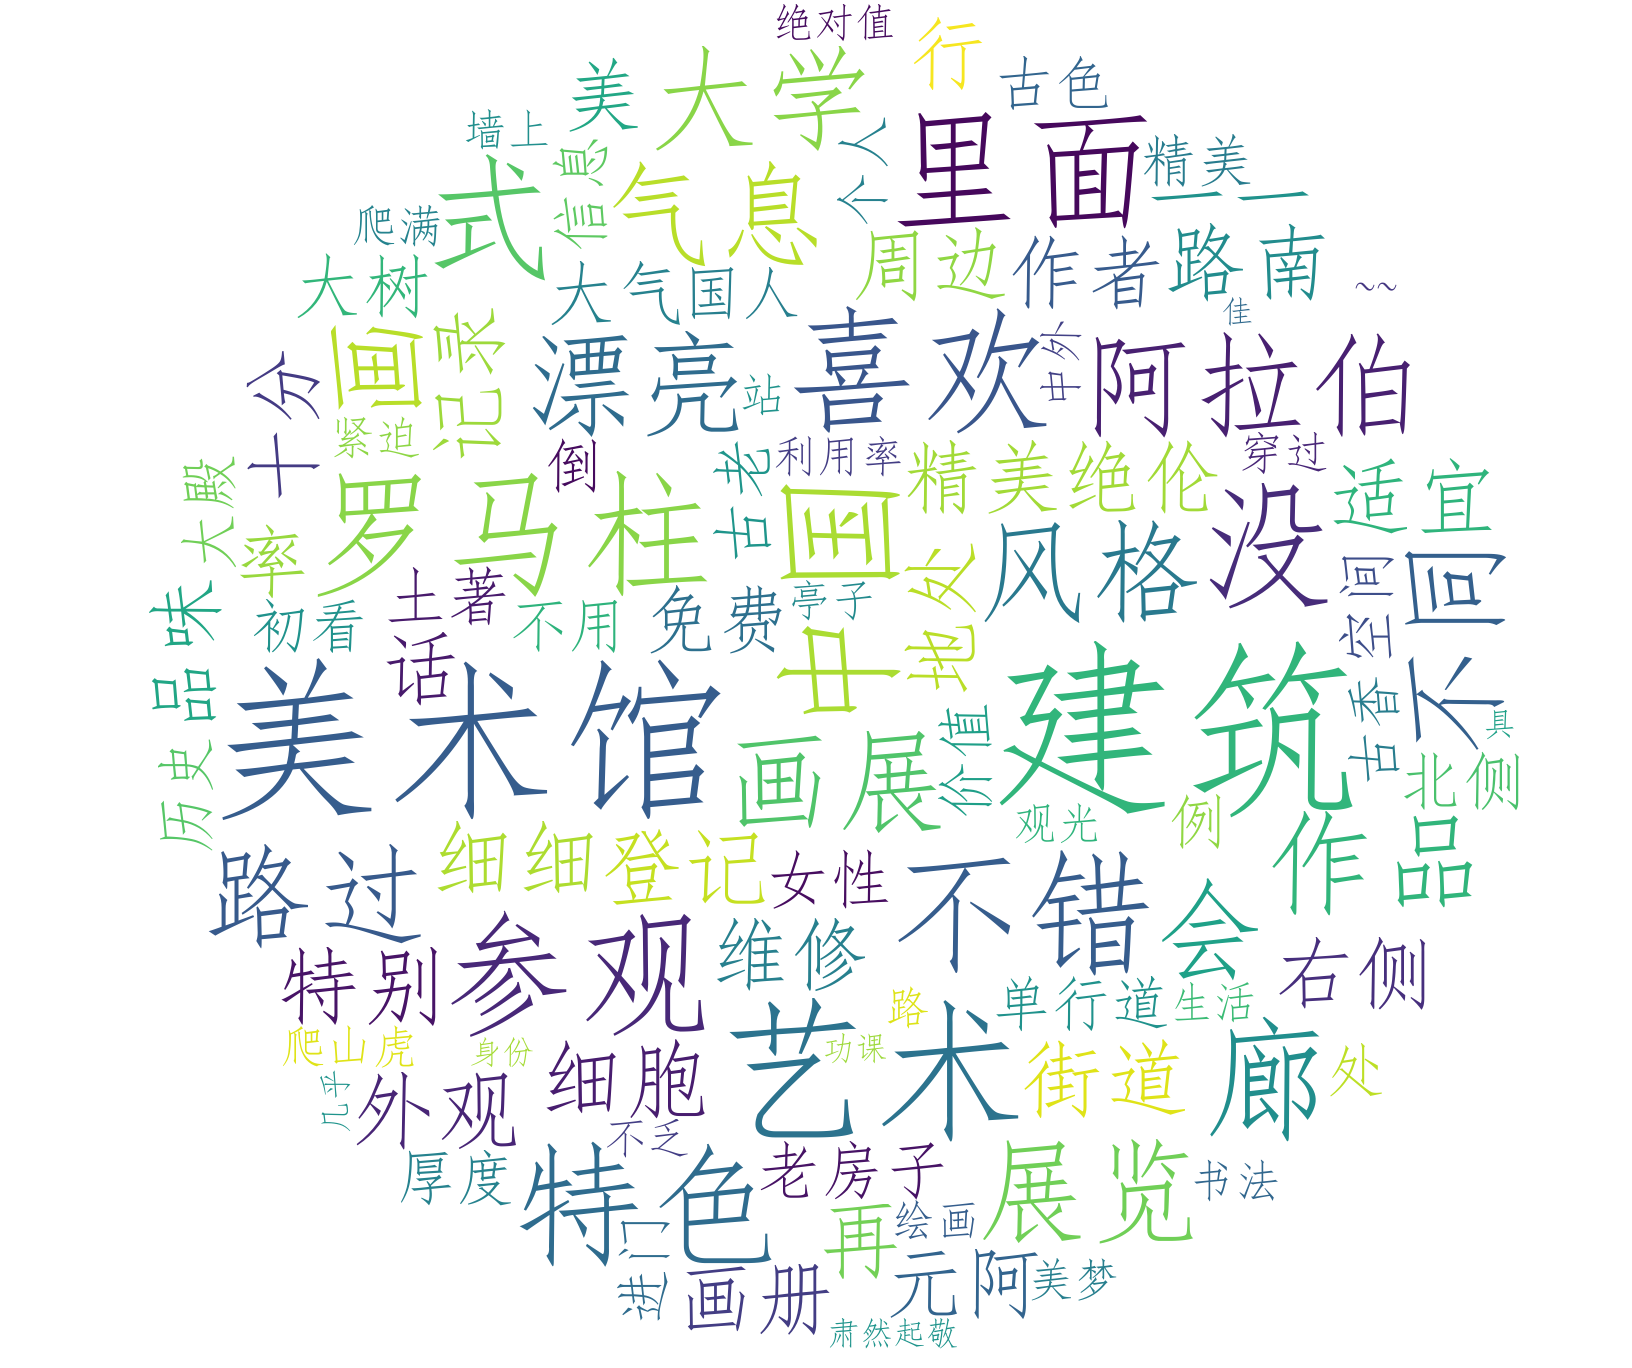 绝对值
行
美
大学
古色
墙上
式
信息
气息
个人
里面
精美
一一
爬满
大树
大气
国人
周边
作者
路南
~~
佳
十分
画
记录
漂亮
站
喜欢
中外
阿拉伯
紧迫
倒
古老
利用率
精美绝伦
穿过
适宜
大殿
率
罗马柱
中国
地处
风格
没
空间
不同
品味
初看
土著
话
不用
免费
亭子
历史
美术馆
画展
价值
建筑
古香
具
北侧
观光
例
作品
路过
细细
登记
女性
不错
会
特别
参观
维修
右侧
爬山虎
身份
艺术
路
功课
单行道
生活
廊
几乎
外观
细胞
街道
处
不乏
厚度
特色
老房子
展览
书法
进门
再
绘画
画册
元阿
美梦
肃然起敬